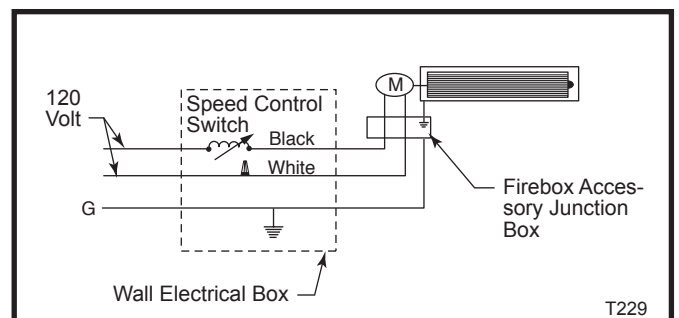 120
Volt
Speed Control
Switch
Black
White
M
G
Firebox Acces-
sory Junction
Box
Wall Electrical Box
T229